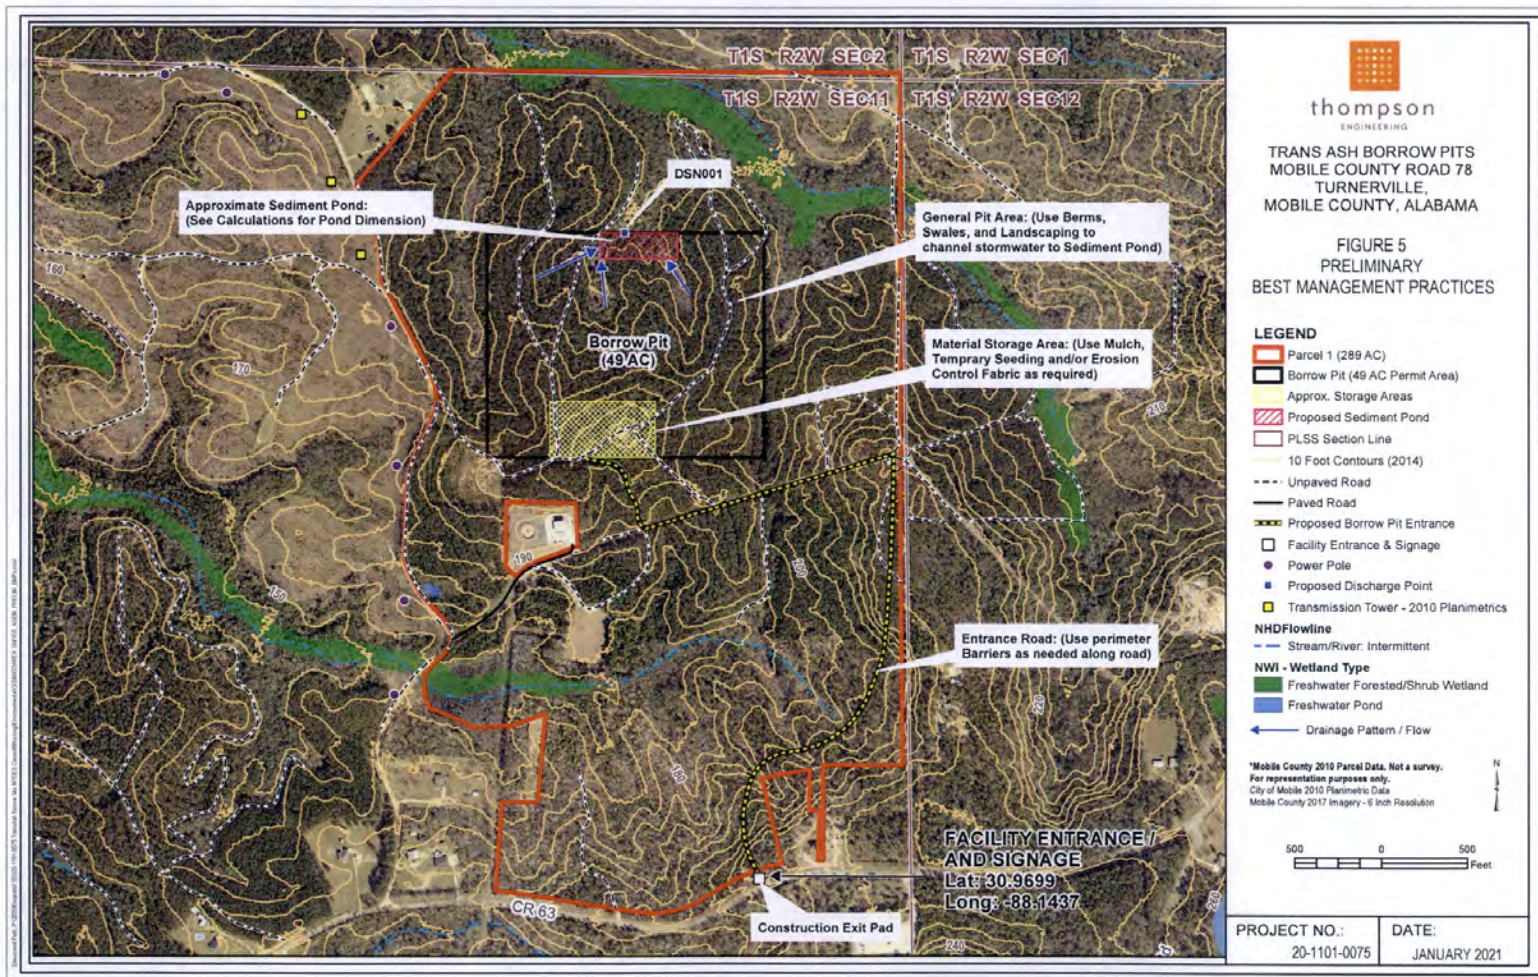 T1S R2W SEC2
T1S R2W SEC1
T1S R2W SEC11
T1S R2W SEC12
DSN001
Approximate Sediment Pond:
(See Calculations for Pond Dimension)
General Pit Area: (Use Berms,
Swales, and Landscaping to
channel stormwater to Sediment Pond)
Borrow Pit
(49 AC)
Material Storage Area: (Use Mulch,
Temprary Seeding and/or Erosion
Control Fabric as required)
160
170
210
190
200
150
Entrance Road: (Use perimeter
Barriers as needed along road)
220
180
FACILITY ENTRANCE /
AND SIGNAGE
Lat: 30.9699
Long: -88.1437
CR 63
Construction Exit Pad
240
260
thompson
ENGINEERING
TRANS ASH BORROW PITS
MOBILE COUNTY ROAD 78
TURNERVILLE,
MOBILE COUNTY, ALABAMA
FIGURE 5
PRELIMINARY
BEST MANAGEMENT PRACTICES
LEGEND
Parcel 1 (289 AC)
Borrow Pit (49 AC Permit Area)
Approx. Storage Areas
Proposed Sediment Pond
PLSS Section Line
10 Foot Contours (2014)
Unpaved Road
Paved Road
Proposed Borrow Pit Entrance
Facility Entrance & Signage
Power Pole
Proposed Discharge Point
Transmission Tower - 2010 Planimetrics
NHDFlowline
Stream/River: Intermittent
NWI - Wetland Type
Freshwater Forested/Shrub Wetland
Freshwater Pond
Drainage Pattern / Flow
*Mobile County 2010 Parcel Data. Not a survey.
For representation purposes only.
City of Mobile 2010 Planimetric Data
Mobile County 2017 Imagery - 6 Inch Resolution
N
500 0 500
Feet
PROJECT NO.:
20-1101-0075
DATE:
JANUARY 2021